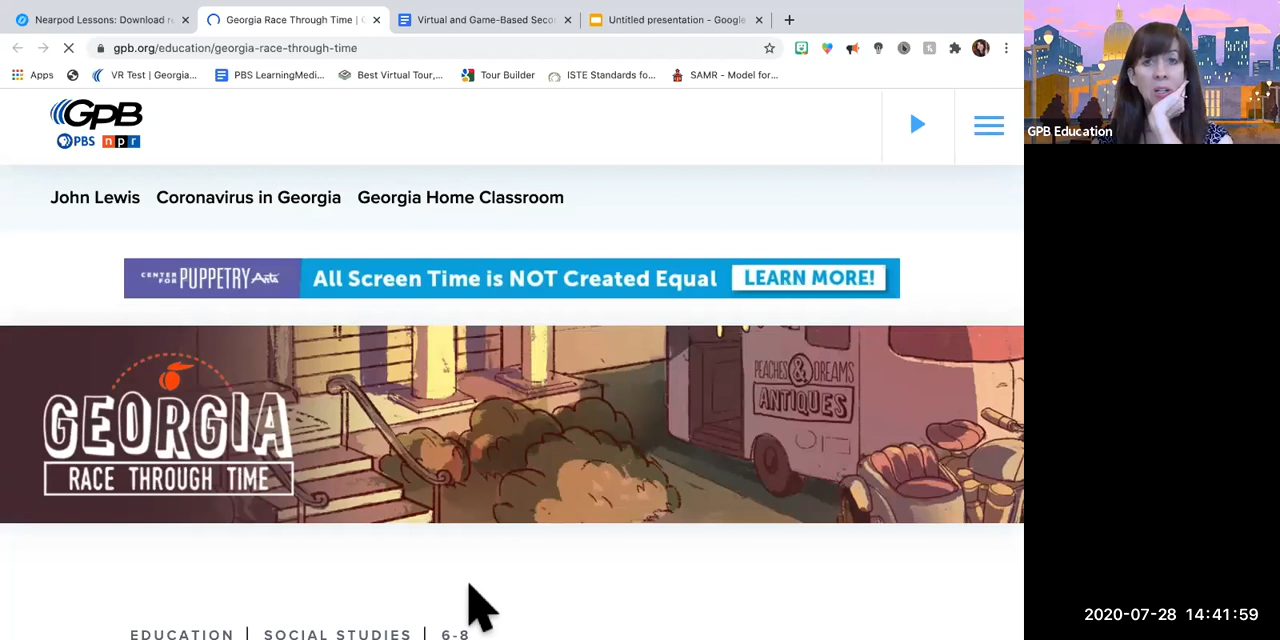 Nearpod Lessons: Download r
Georgia Race Through Time |
Virtual and Game-Based Seco
Untitled presentation - Google
gpb.org/education/georgia-race-through-time
Apps
VR Test | Georgia...
PBS LearningMedi...
Best Virtual Tour,...
Tour Builder
ISTE Standards fo...
SAMR - Model for...
GPB
PBS npr
GPB Education
John Lewis Coronavirus in Georgia Georgia Home Classroom
CENTER FOR PUPPETRY Arts
All Screen Time is NOT Created Equal
LEARN MORE!
GEORGIA
RACE THROUGH TIME
PEACHES & DREAMS
ANTIQUES
EDUCATION | SOCIAL STUDIES | 6-8
2020-07-28 14:41:59